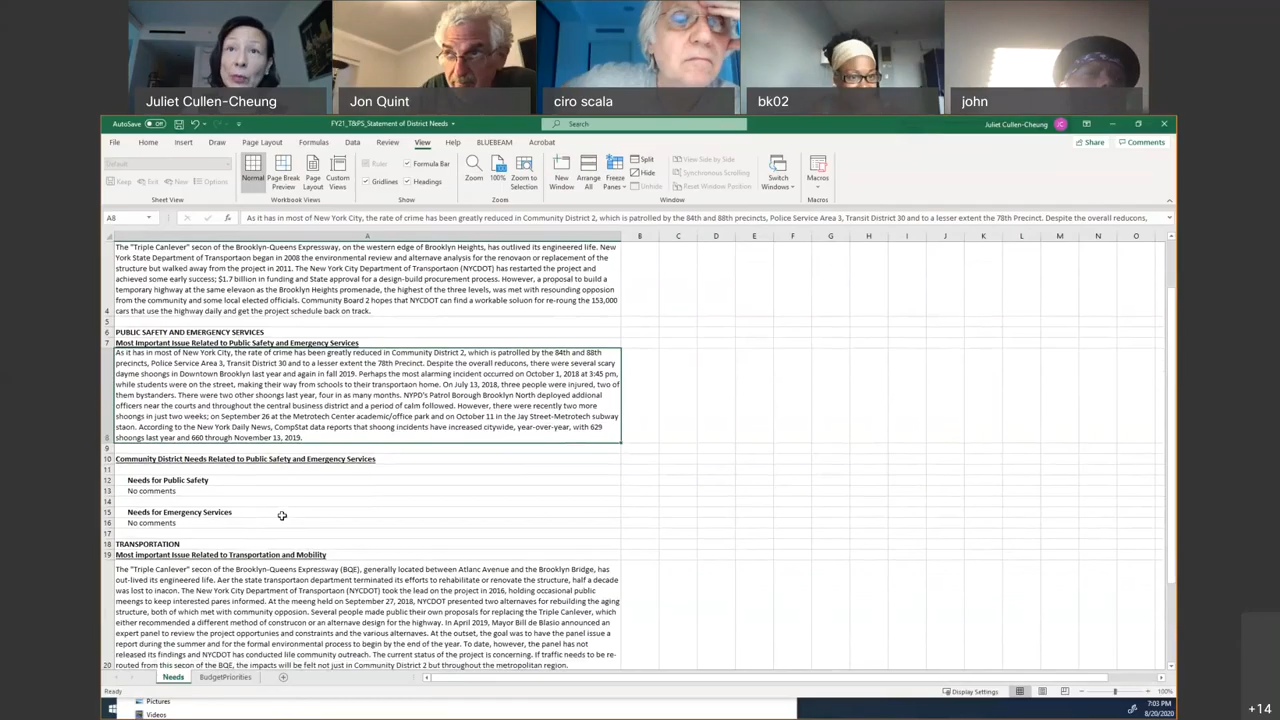 Juliet Cullen-Cheung
Jon Quint
ciro scala
bk02
john
AutoSave Off
FY21_T&PS_Statement of District Needs
Search
Juliet Cullen-Cheung JC
File Home Insert Draw Page Layout Formulas Data Review View Help BLUEBEAM Acrobat
Share Comments
Default
Keep Exit New Options
Sheet View
Normal
Page Break Preview
Page Layout
Custom Views
Workbook Views
Ruler Formula Bar
Gridlines Headings
Show
Zoom
100%
Zoom to Selection
Zoom
New Window
Arrange All
Freeze Panes
Split
Hide
Unhide
View Side by Side
Synchronous Scrolling
Reset Window Position
Window
Switch Windows
Macros
Macros
A8 fx As it has in most of New York City, the rate of crime has been greatly reduced in Community District 2, which is patrolled by the 84th and 88th precincts, Police Service Area 3, Transit District 30 and to a lesser extent the 78th Precinct. Despite the overall reducons,
A B C D E F G H I J K L M N O
The "Triple Canlever" secon of the Brooklyn-Queens Expressway, on the western edge of Brooklyn Heights, has outlived its engineered life. New
York State Department of Transportaon began in 2008 the environmental review and alternave analysis for the renovaon or replacement of the
structure but walked away from the project in 2011. The New York City Department of Transportaon (NYCDOT) has restarted the project and
achieved some early success; $1.7 billion in funding and State approval for a design-build procurement process. However, a proposal to build a
temporary highway at the same elevaon as the Brooklyn Heights promenade, the highest of the three levels, was met with resounding opposion
from the community and some local elected officials. Community Board 2 hopes that NYCDOT can find a workable soluon for re-roung the 153,000
4 cars that use the highway daily and get the project schedule back on track.
5
6 PUBLIC SAFETY AND EMERGENCY SERVICES
7 Most Important Issue Related to Public Safety and Emergency Services
As it has in most of New York City, the rate of crime has been greatly reduced in Community District 2, which is patrolled by the 84th and 88th
precincts, Police Service Area 3, Transit District 30 and to a lesser extent the 78th Precinct. Despite the overall reducons, there were several scary
dayme shoongs in Downtown Brooklyn last year and again in fall 2019. Perhaps the most alarming incident occurred on October 1, 2018 at 3:45 pm,
while students were on the street, making their way from schools to their transportaon home. On July 13, 2018, three people were injured, two of
them bystanders. There were two other shoongs last year, four in as many months. NYPD's Patrol Borough Brooklyn North deployed addional
officers near the courts and throughout the central business district and a period of calm followed. However, there were recently two more
shoongs in just two weeks; on September 26 at the Metrotech Center academic/office park and on October 11 in the Jay Street-Metrotech subway
staon. According to the New York Daily News, CompStat data reports that shoong incidents have increased citywide, year-over-year, with 629
8 shoongs last year and 660 through November 13, 2019.
9
10 Community District Needs Related to Public Safety and Emergency Services
11
12 Needs for Public Safety
13 No comments
14
15 Needs for Emergency Services
16 No comments
17
18 TRANSPORTATION
19 Most important Issue Related to Transportation and Mobility
The "Triple Canlever" secon of the Brooklyn-Queens Expressway (BQE), generally located between Atlanc Avenue and the Brooklyn Bridge, has
out-lived its engineered life. Aer the state transportaon department terminated its efforts to rehabilitate or renovate the structure, half a decade
was lost to inacon. The New York City Department of Transportaon (NYCDOT) took the lead on the project in 2016, holding occasional public
meengs to keep interested pares informed. At the meeng held on September 27, 2018, NYCDOT presented two alternaves for rebuilding the aging
structure, both of which met with community opposion. Several people made public their own proposals for replacing the Triple Canlever, which
either recommended a different method of construcon or an alternave design for the highway. In April 2019, Mayor Bill de Blasio announced an
expert panel to review the project opportunies and constraints and the various alternaves. At the outset, the goal was to have the panel issue a
report during the summer and for the formal environmental process to begin by the end of the year. To date, however, the panel has not
released its findings and NYCDOT has conducted life community outreach. The current status of the project is concerning. If traffic needs to be re-
20 routed from this secon of the BQE, the impacts will be felt not just in Community District 2 but throughout the metropolitan region.
Needs BudgetPriorities
Ready
Display Settings
100%
Pictures
Videos
7:03 PM
8/20/2020
+14